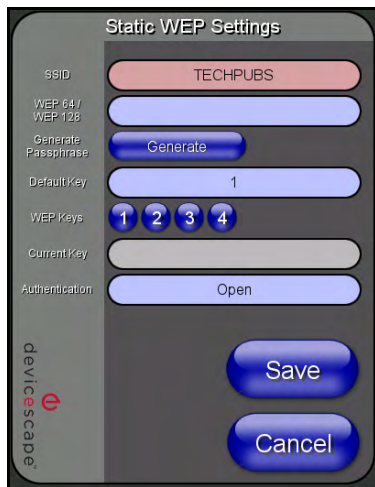 Static WEP Settings
SSID
TECHPUBS
WEP 64 /
WEP 128
Generate
Passphrase
Generate
Default Key
1
WEP Keys
1 2 3 4
Current Key
Authentication
Open
Save
Cancel
devicescape
e